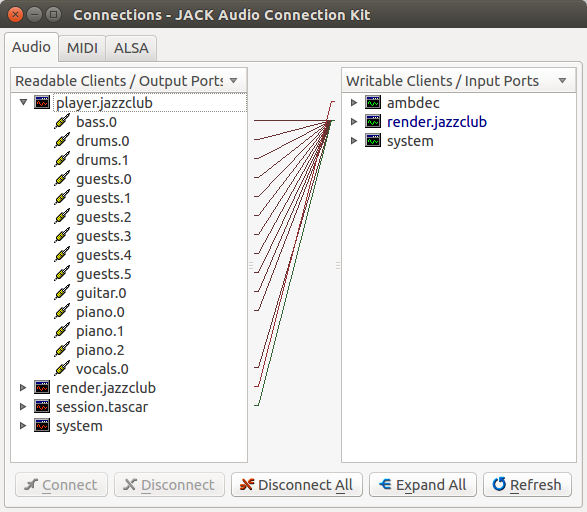 Connections - JACK Audio Connection Kit
Audio MIDI ALSA
Readable Clients / Output Ports
player.jazzclub
bass.0
drums.0
drums.1
guests.0
guests.1
guests.2
guests.3
guests.4
guests.5
guitar.0
piano.0
piano.1
piano.2
vocals.0
render.jazzclub
session.tascar
system
Writable Clients / Input Ports
ambdec
render.jazzclub
system
Connect Disconnect Disconnect All Expand All Refresh